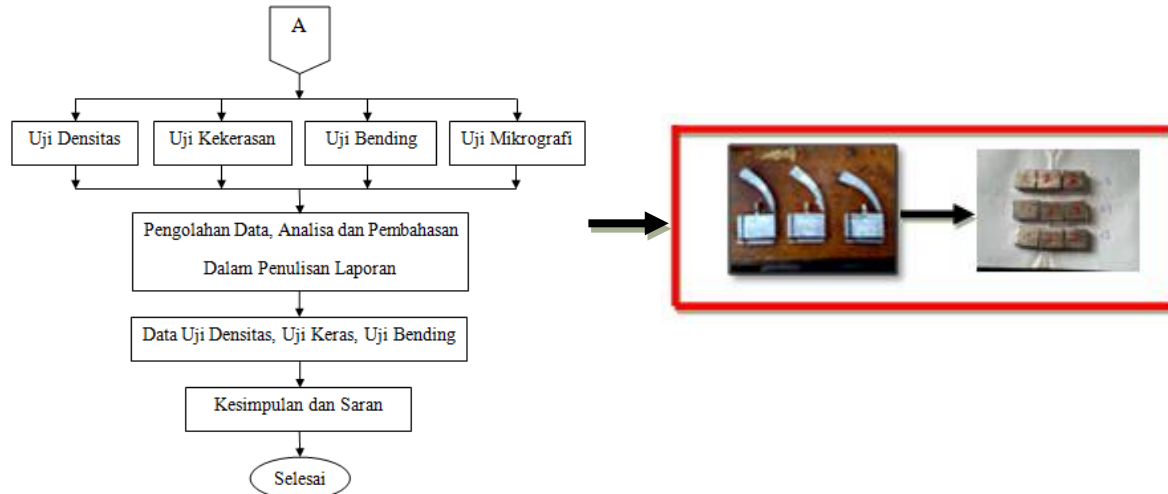 A
Uji Densitas
Uji Kekerasan
Uji Bending
Uji Mikrografi
Pengolahan Data, Analisa dan Pembahasan
Dalam Penulisan Laporan
Data Uji Densitas, Uji Keras, Uji Bending
Kesimpulan dan Saran
Selesai